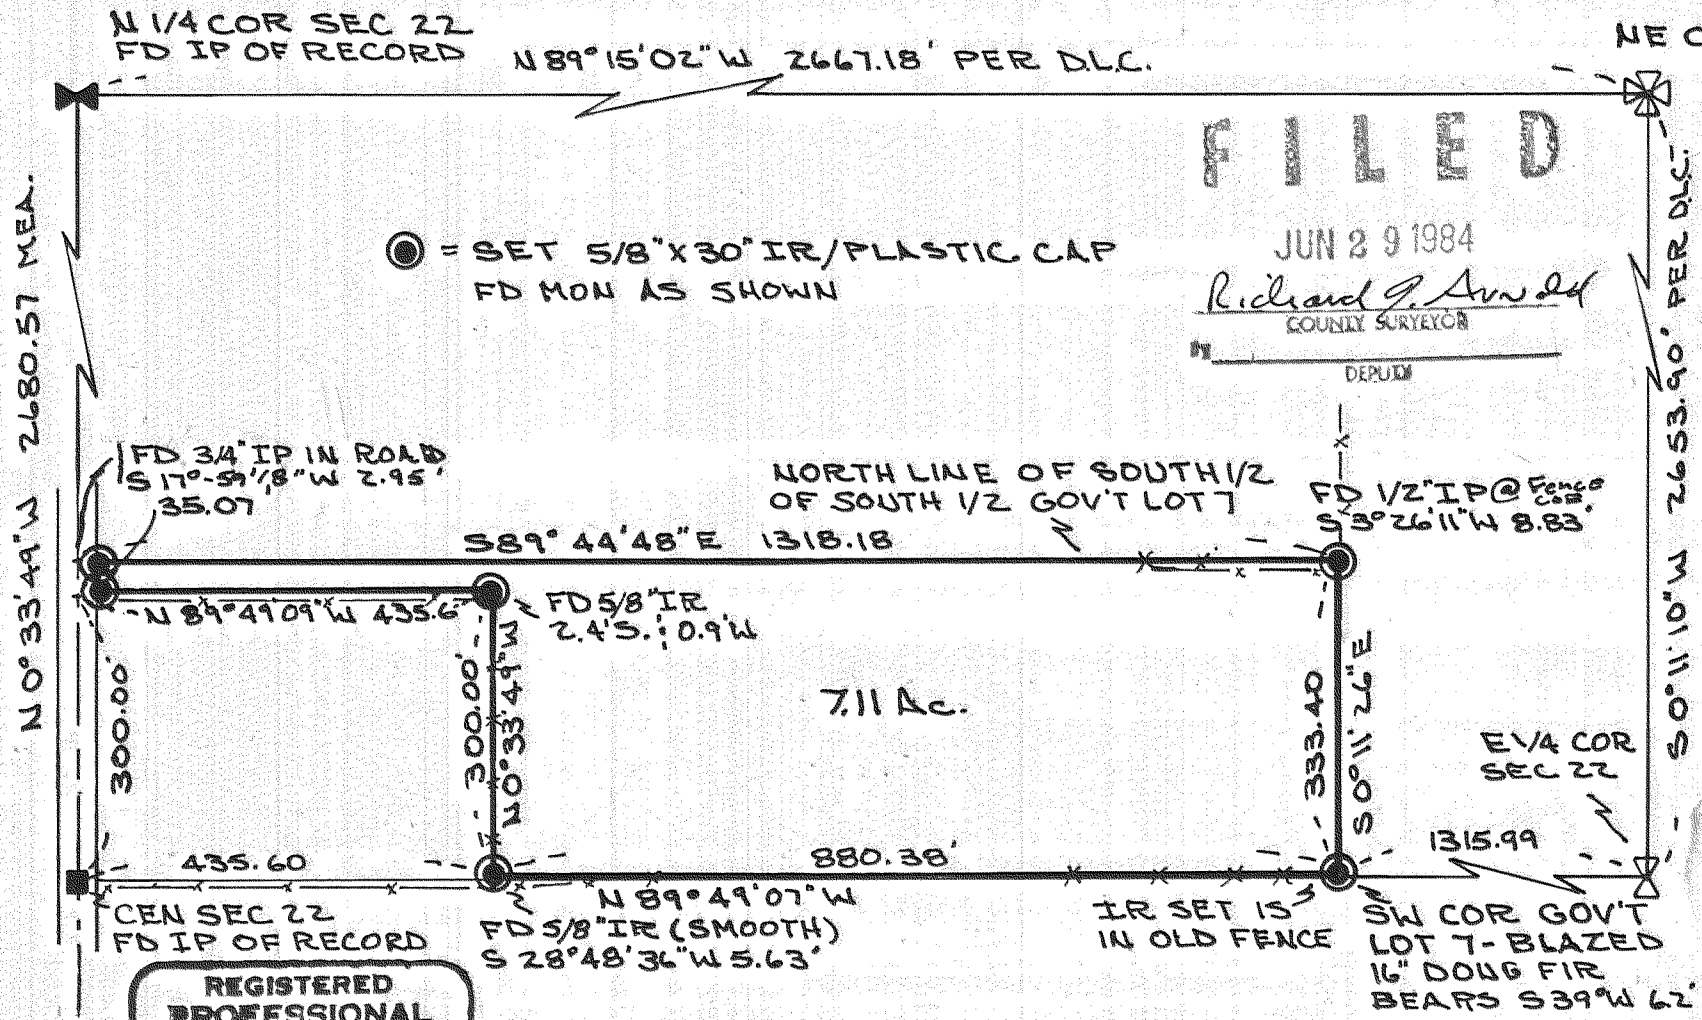 N 1/4 COR SEC 22
FD IP OF RECORD
N 89° 15' 02" W 2667.18' PER D.L.C.
NE C
FILED
JUN 29 1984
Richard J. Arnold
COUNTY SURVEYOR
DEPUTY
= SET 5/8" X 30" IR/PLASTIC CAP
FD MON AS SHOWN
N 0° 33' 49" W 2680.57 MEA.
S 0° 11' 10" W 2653.90' PER D.L.C.
FD 3/4" IP IN ROAD
S 17°-59' W 2.95'
35.07
NORTH LINE OF SOUTH 1/2
OF SOUTH 1/2 GOV'T LOT 7
FD 1/2" IP @ Fence
S 3° 26' 11" W 8.83'
S 89° 44' 48" E 1318.18
N 89° 49' 09" W 435.6
FD 5/8" IR
2.4' S. ; 0.9' W
300.00'
300.00'
N 0° 33' 49" W
7.11 Ac.
333.40
S 0° 11' 26" E
E 1/4 COR
SEC 22
435.60
880.38'
1315.99
N 89° 49' 07" W
CEN SEC 22
FD IP OF RECORD
FD 5/8" IR (SMOOTH)
S 28° 48' 36" W 5.63'
IR SET IS
IN OLD FENCE
SW COR GOV'T
LOT 7 - BLAZED
16" DOUG FIR
BEARS S 39° W 62'
REGISTERED
PROFESSIONAL